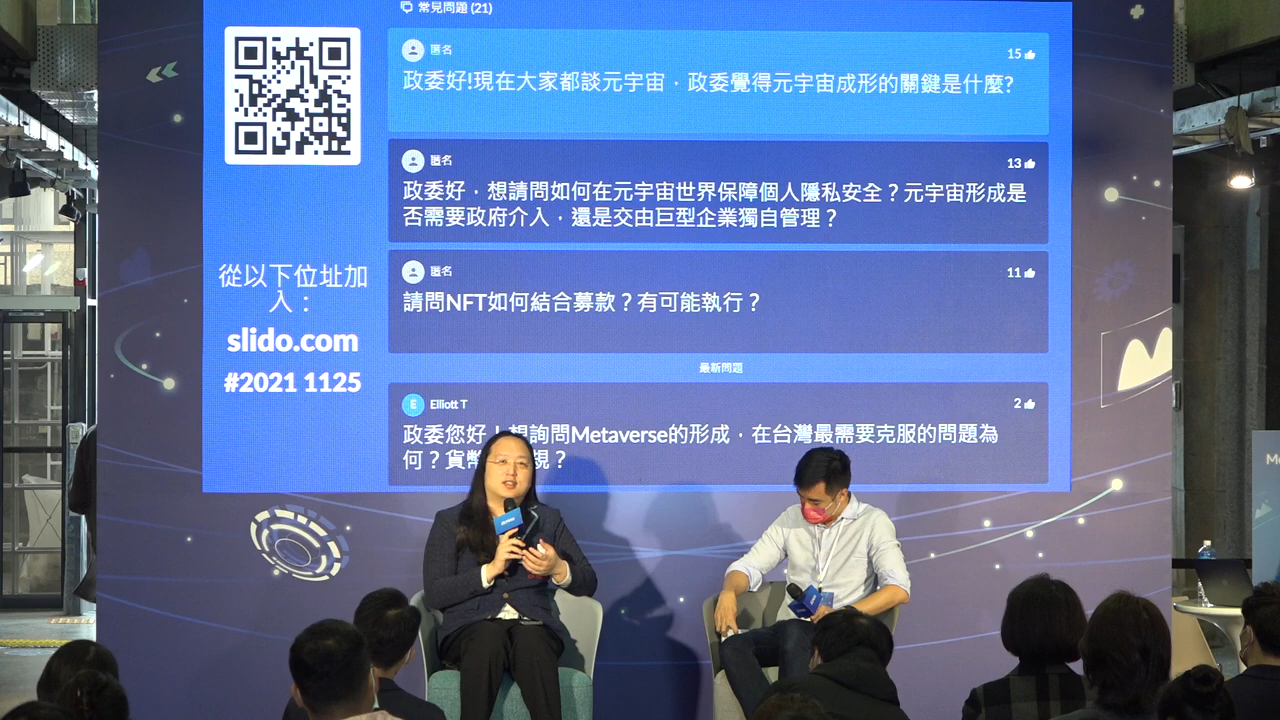 常見問題 (21)
匿名
15
政委好!現在大家都談元宇宙,政委覺得元宇宙成形的關鍵是什麼?
匿名
13
政委好,想請問如何在元宇宙世界保障個人隱私安全?元宇宙形成是
否需要政府介入,還是交由巨型企業獨自管理?
匿名
11
請問NFT如何結合募款?有可能執行?
最新問題
E
Elliott T
2
政委您好!想詢問Metaverse的形成,在台灣最需要克服的問題為
何?貨幣 規?
從以下位址加
入:
slido.com
#2021 1125